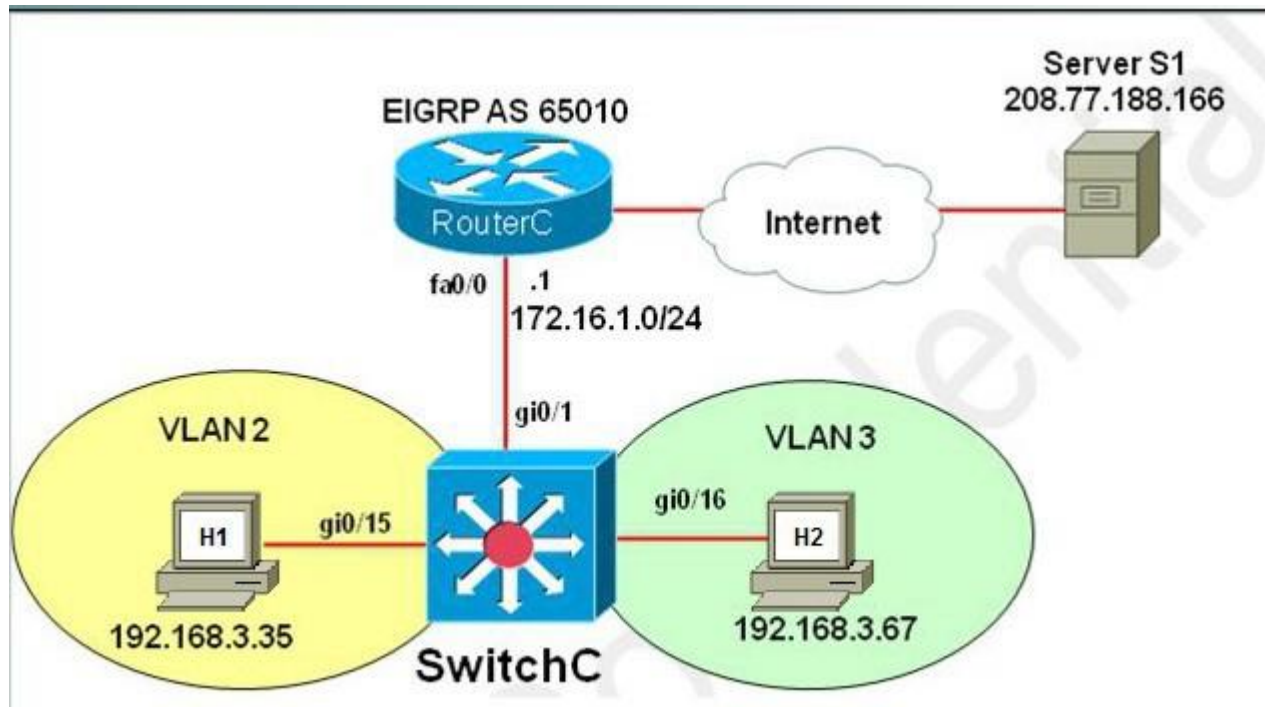 Server S1
208.77.188.166
EIGRP AS 65010
RouterC
Internet
fa0/0
.1
172.16.1.0/24
gi0/1
VLAN 2
VLAN 3
gi0/15
gi0/16
H1
H2
192.168.3.35
192.168.3.67
SwitchC